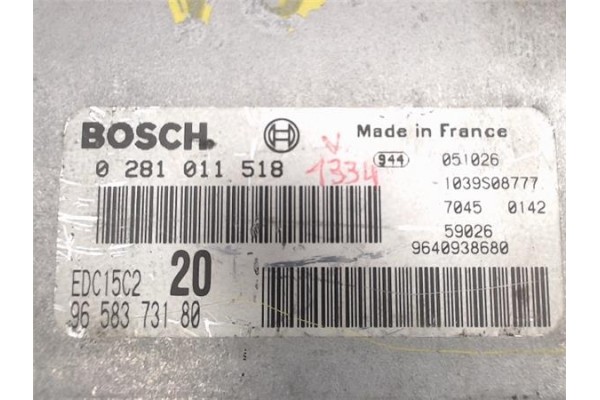 BOSCH
Made in France
0 281 011 518
V
1334
944 051026
1039S08777
7045 0142
59026
9640938680
EDC15C2 20
96 583 731 80